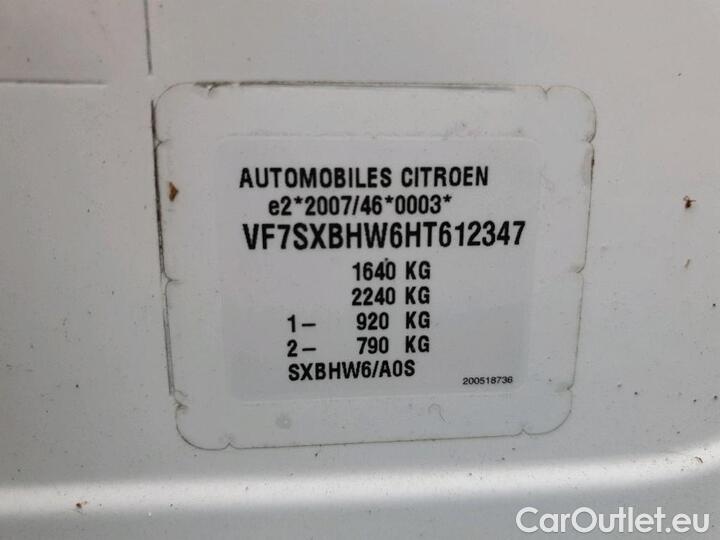 AUTOMOBILES CITROEN
e2*2007/46*0003*
VF7SXBHW6HT612347
1640 KG
2240 KG
1– 920 KG
2– 790 KG
SXBHW6/A0S
200518736
CarOutlet.eu